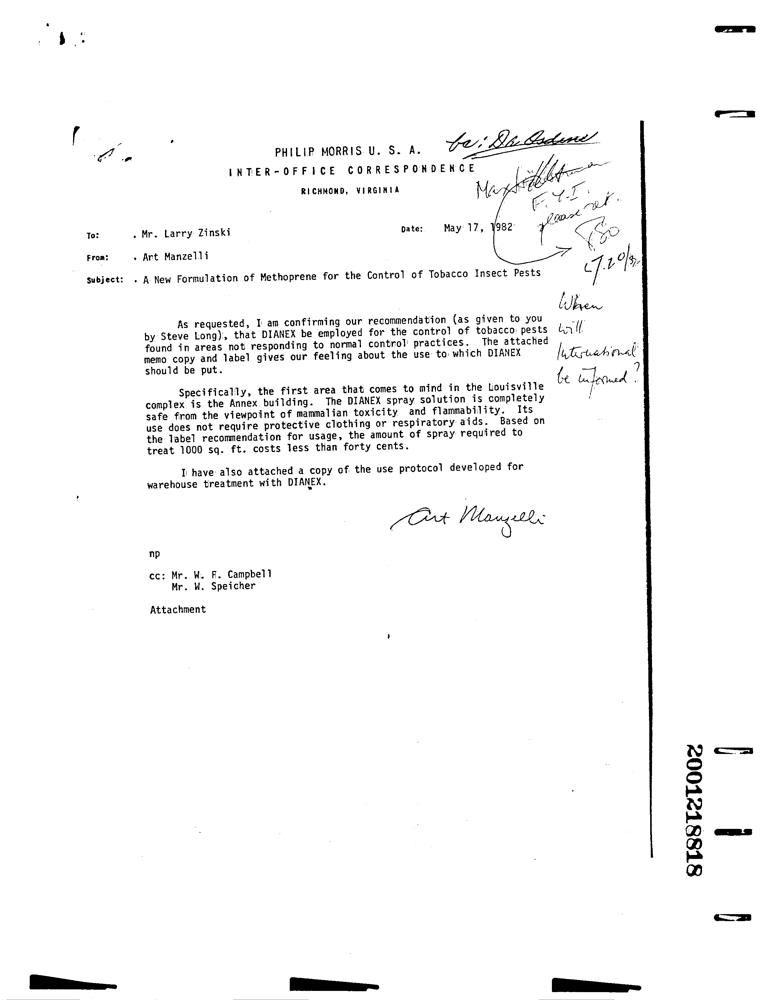 bc: Dr Osdene
PHILIP MORRIS U. S. A.
INTER-OFFICE CORRESPONDENCE
RICHMOND, VIRGINIA
Max
F.Y.I.
please ret.
To: . Mr. Larry Zinski
Date: May 17, 1982
From: . Art Manzelli
Subject: . A New Formulation of Methoprene for the Control of Tobacco Insect Pests
When
will
International
be informed?
As requested, I am confirming our recommendation (as given to you
by Steve Long), that DIANEX be employed for the control of tobacco pests
found in areas not responding to normal control practices. The attached
memo copy and label gives our feeling about the use to which DIANEX
should be put.
Specifically, the first area that comes to mind in the Louisville
complex is the Annex building. The DIANEX spray solution is completely
safe from the viewpoint of mammalian toxicity and flammability. Its
use does not require protective clothing or respiratory aids. Based on
the label recommendation for usage, the amount of spray required to
treat 1000 sq. ft. costs less than forty cents.
I have also attached a copy of the use protocol developed for
warehouse treatment with DIANEX.
Art Manzelli
np
cc: Mr. W. F. Campbell
Mr. W. Speicher
Attachment
2001218818